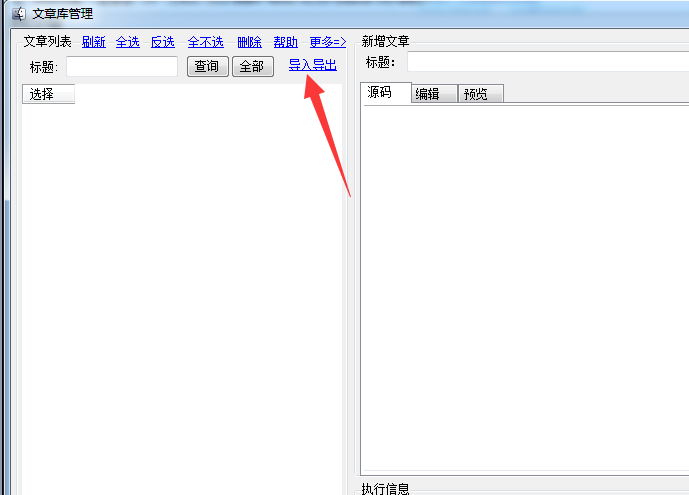 文章库管理
文章列表 刷新 全选 反选 全不选 删除 帮助 更多=>
标题: 查询 全部 导入导出
选择
新增文章
标题:
源码 编辑 预览
执行信息